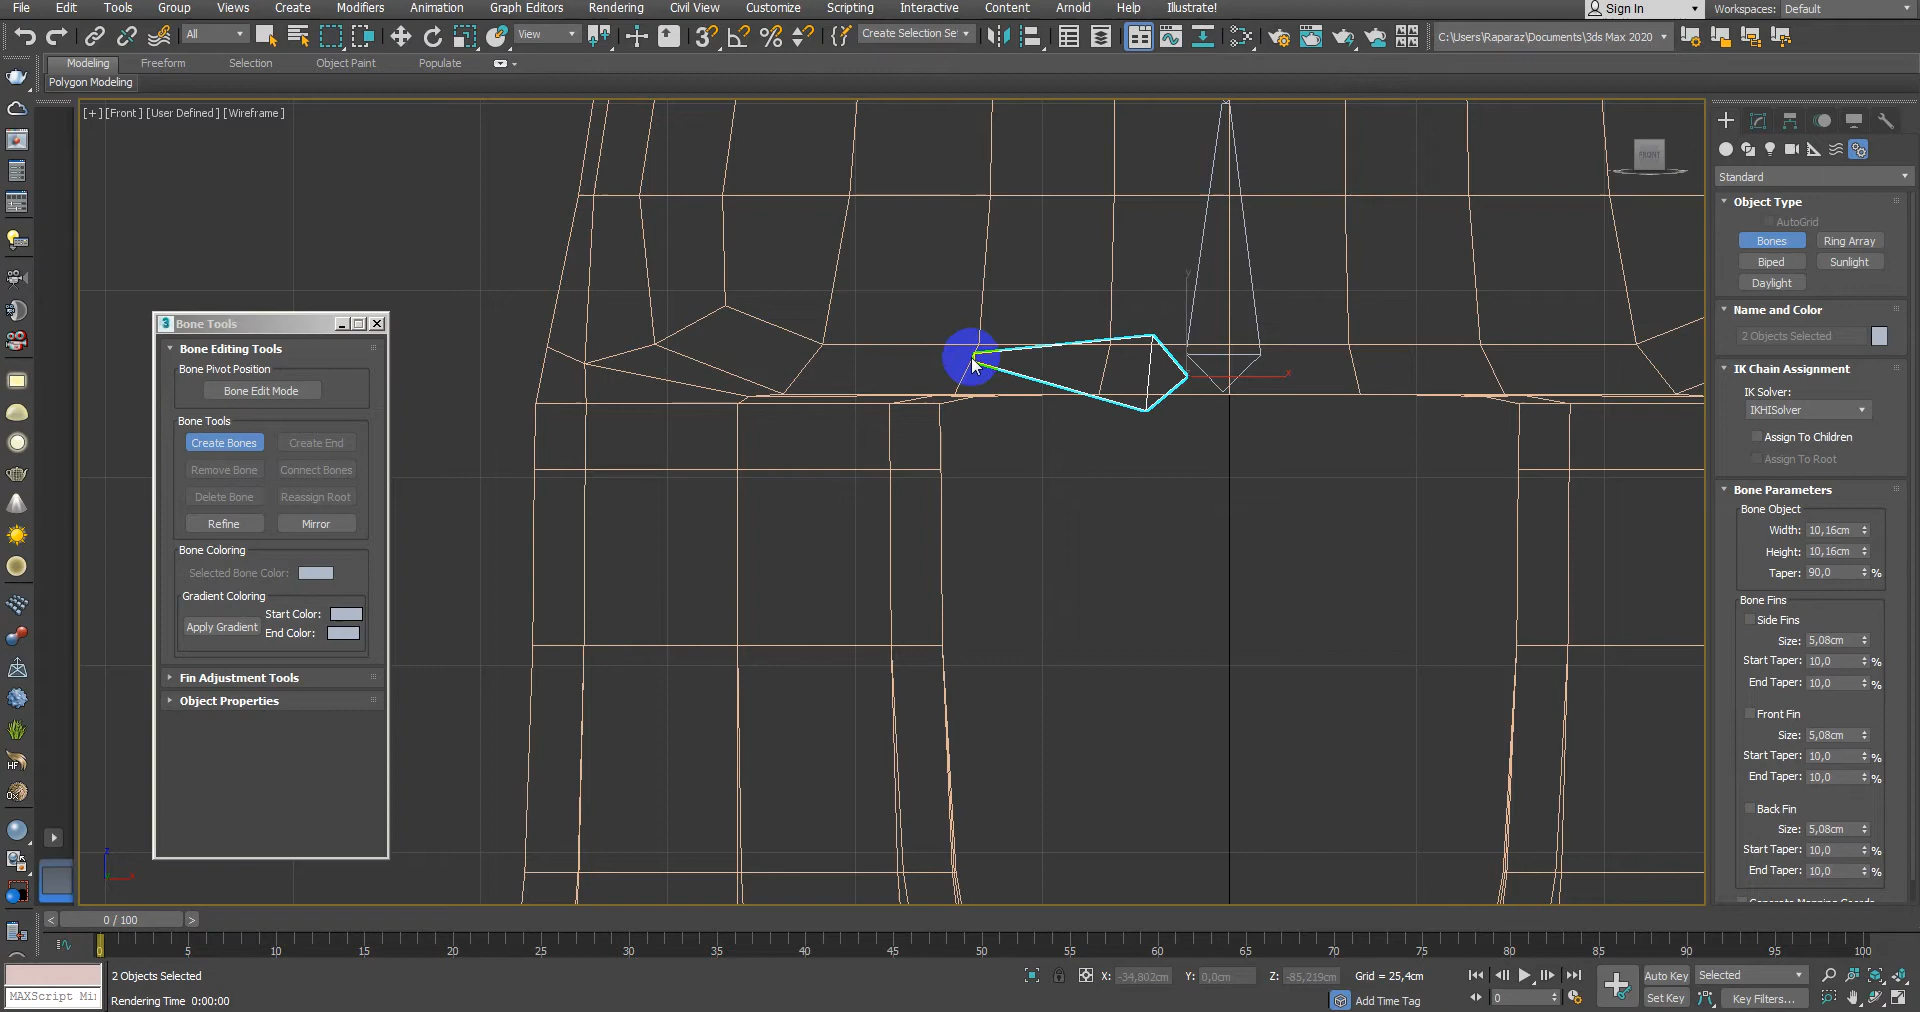 File Edit Tools Group Views Create Modifiers Animation Graph Editors Rendering Civil View Customize Scripting Interactive Content Arnold Help Illustrate! Sign In Workspaces: Default
All View Create Selection Se C:\Users\Raparaz\Documents\3ds Max 2020
Modeling Freeform Selection Object Paint Populate
Polygon Modeling
[+] [Front] [User Defined] [Wireframe]
FRONT
Standard
Object Type
AutoGrid
Bones Ring Array
Biped Sunlight
Daylight
Name and Color
2 Objects Selected
IK Chain Assignment
IK Solver:
IKHISolver
Assign To Children
Assign To Root
Bone Parameters
Bone Object
Width: 10,16cm
Height: 10,16cm
Taper: 90,0 %
Bone Fins
Side Fins
Size: 5,08cm
Start Taper: 10,0 %
End Taper: 10,0 %
Front Fin
Size: 5,08cm
Start Taper: 10,0 %
End Taper: 10,0 %
Back Fin
Size: 5,08cm
Start Taper: 10,0 %
End Taper: 10,0 %
3 Bone Tools
Bone Editing Tools
Bone Pivot Position
Bone Edit Mode
Bone Tools
Create Bones Create End
Remove Bone Connect Bones
Delete Bone Reassign Root
Refine Mirror
Bone Coloring
Selected Bone Color:
Gradient Coloring
Start Color:
Apply Gradient
End Color:
Fin Adjustment Tools
Object Properties
y
x
z
x
HF
< 0 / 100 >
0 5 10 15 20 25 30 35 40 45 50 55 60 65 70 75 80 85 90 95 100
2 Objects Selected X: -34,802cm Y: 0,0cm Z: -85,219cm Grid = 25,4cm Auto Key Selected
MAXScript Mi Rendering Time 0:00:00 Add Time Tag 0 Set Key Key Filters...